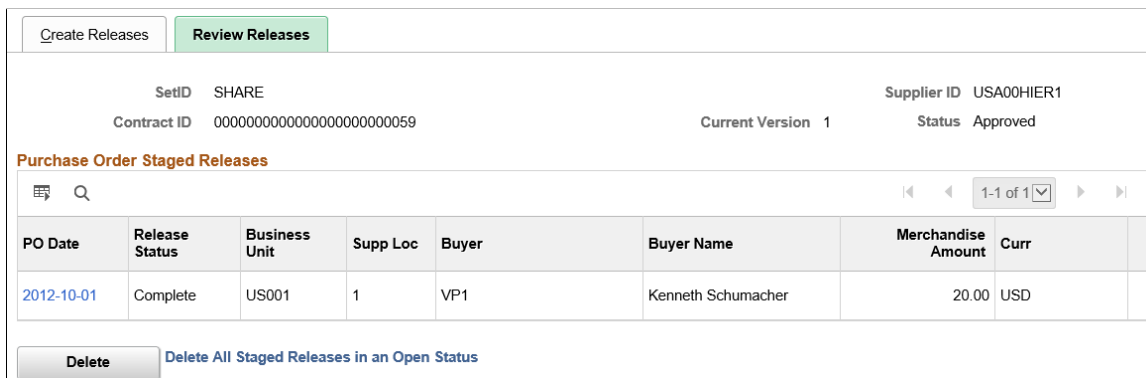 Create Releases Review Releases
SetID SHARE Supplier ID USA00HIER1
Contract ID 0000000000000000000000059 Current Version 1 Status Approved
Purchase Order Staged Releases
1-1 of 1
PO Date Release Status Business Unit Supp Loc Buyer Buyer Name Merchandise Amount Curr
2012-10-01 Complete US001 1 VP1 Kenneth Schumacher 20.00 USD
Delete Delete All Staged Releases in an Open Status